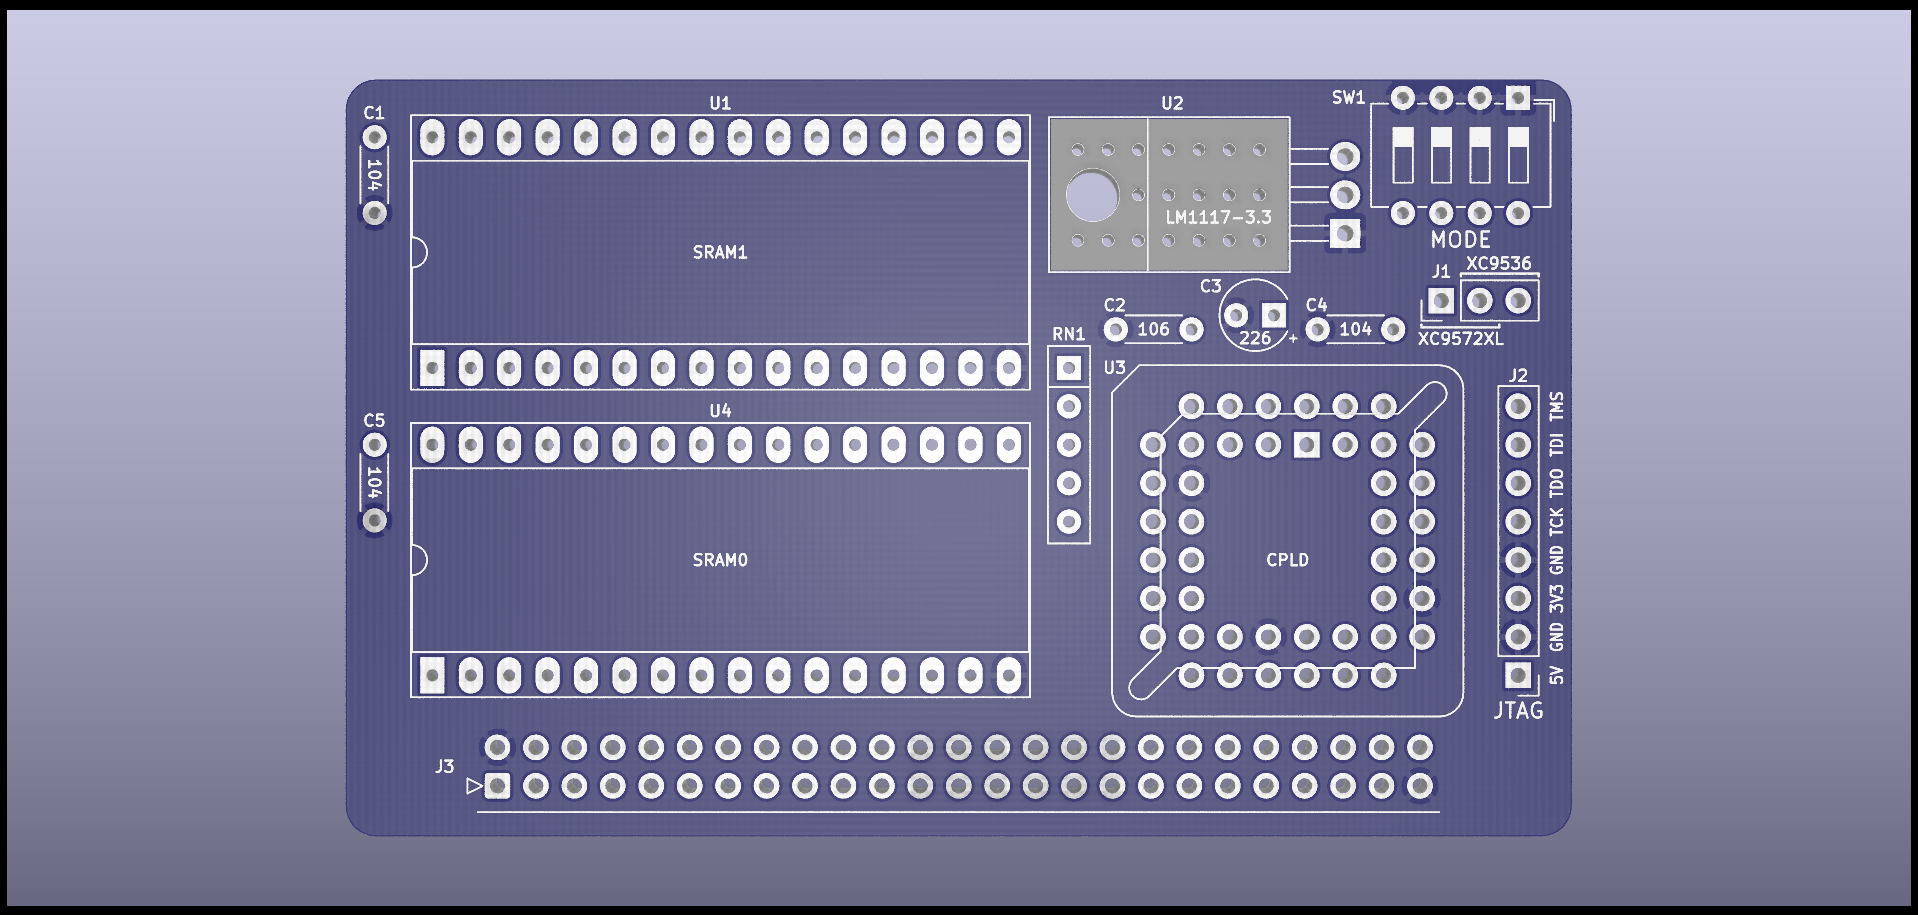 C1
104
U1
SRAM1
U2
LM1117-3.3
SW1
MODE
XC9536
J1
XC9572XL
C2
106
C3
226
+
C4
104
RN1
U3
CPLD
J2
TMS
TDI
TDO
TCK
GND
3V3
GND
5V
JTAG
C5
104
U4
SRAM0
J3